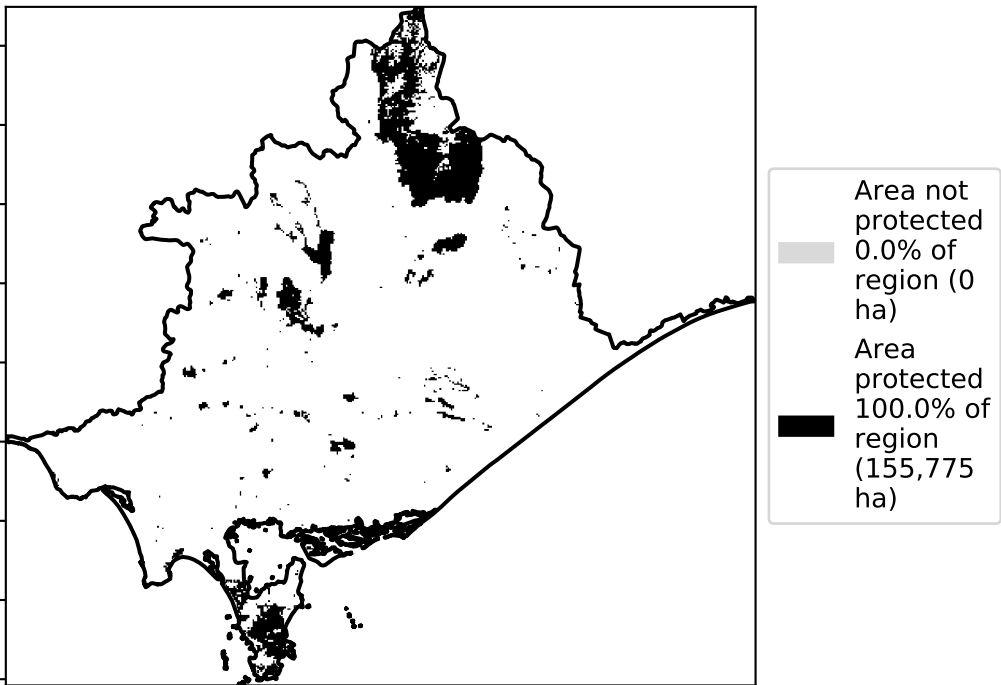 Area not
protected
0.0% of
region (0
ha)
Area
protected
100.0% of
region
(155,775
ha)